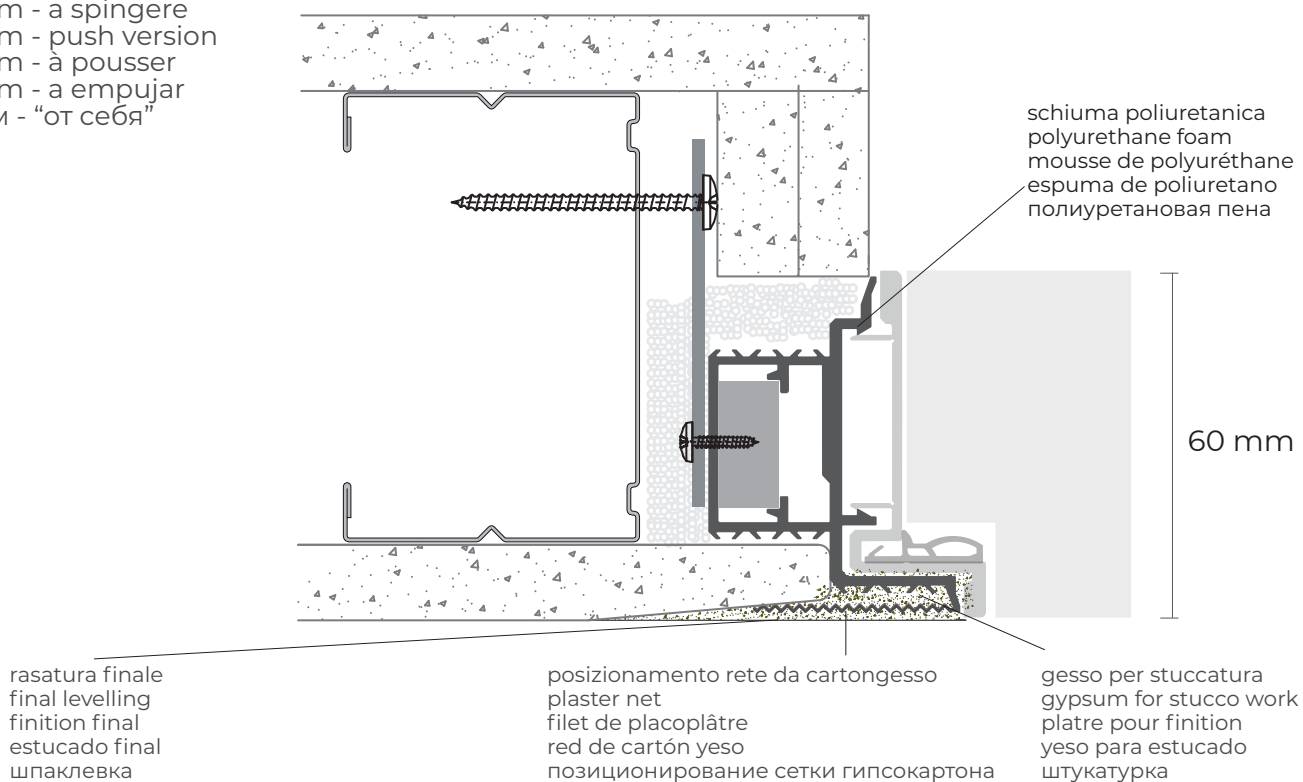 m - a spingere
m - push version
m - à pousser
m - a empujar
м - “от себя”
schiuma poliuretanica
polyurethane foam
mousse de polyuréthane
espuma de poliuretano
полиуретановая пена
60 mm
rasatura finale
final levelling
finition final
estucado final
шпаклевка
posizionamento rete da cartongesso
plaster net
filet de placoplâtre
red de cartón yeso
позиционирование сетки гипсокартона
gesso per stuccatura
gypsum for stucco work
platre pour finition
yeso para estucado
штукатурка